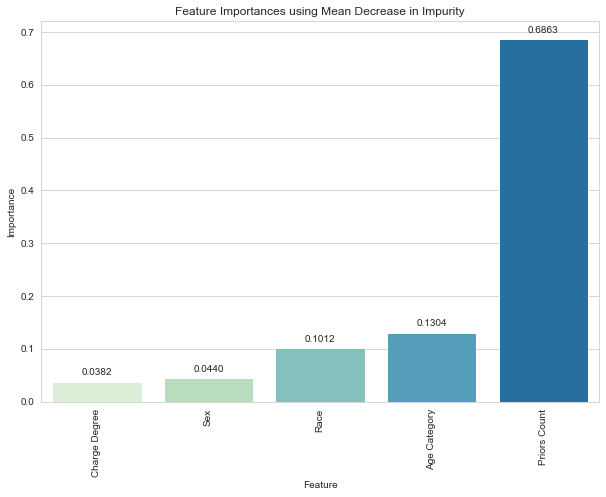 Feature Importances using Mean Decrease in Impurity
0.7
0.6
0.5
0.4
0.3
0.2
0.1
0.0
Importance
0.0382
0.0440
0.1012
0.1304
0.6863
Charge Degree
Sex
Race
Age Category
Priors Count
Feature